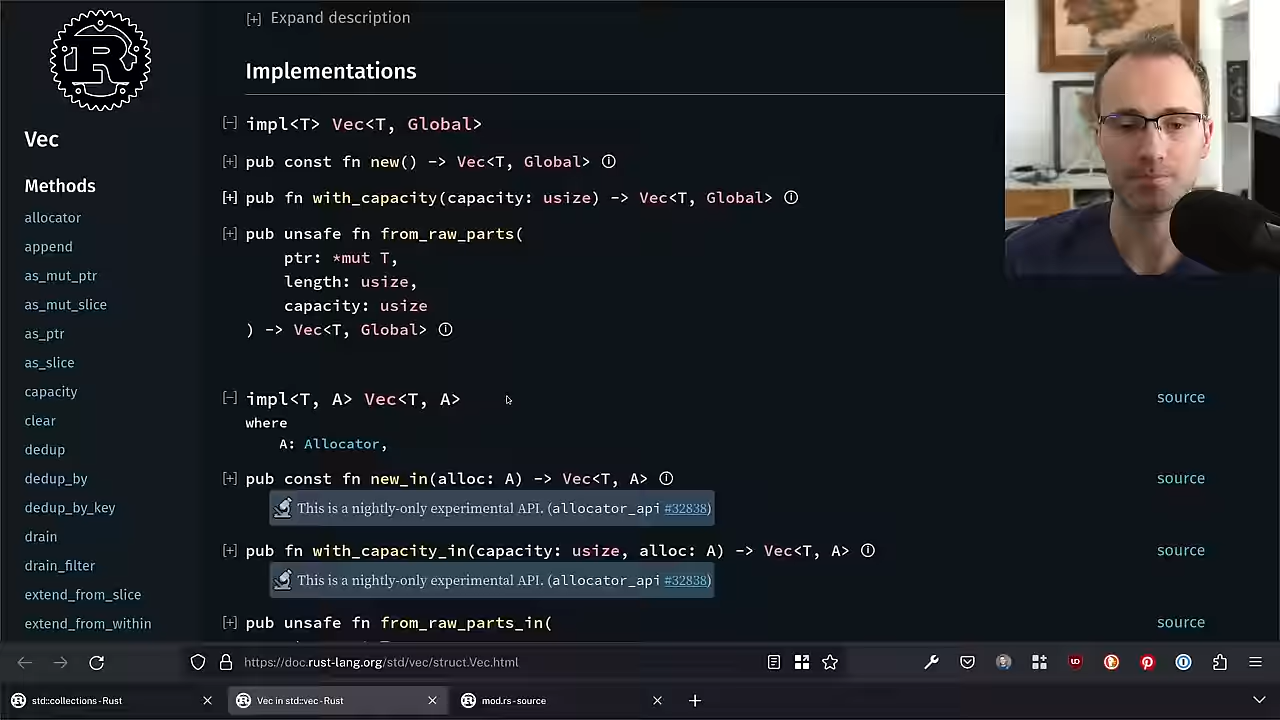 [+] Expand description
Implementations
[−] impl<T> Vec<T, Global>
[+] pub const fn new() -> Vec<T, Global> ⓘ
[+] pub fn with_capacity(capacity: usize) -> Vec<T, Global> ⓘ
[+] pub unsafe fn from_raw_parts(
ptr: *mut T,
length: usize,
capacity: usize
) -> Vec<T, Global> ⓘ
[−] impl<T, A> Vec<T, A> source
where
A: Allocator,
[+] pub const fn new_in(alloc: A) -> Vec<T, A> ⓘ source
This is a nightly-only experimental API. (allocator_api #32838)
[+] pub fn with_capacity_in(capacity: usize, alloc: A) -> Vec<T, A> ⓘ source
This is a nightly-only experimental API. (allocator_api #32838)
[+] pub unsafe fn from_raw_parts_in( source
R
Vec
Methods
allocator
append
as_mut_ptr
as_mut_slice
as_ptr
as_slice
capacity
clear
dedup
dedup_by
dedup_by_key
drain
drain_filter
extend_from_slice
extend_from_within
https://doc.rust-lang.org/std/vec/struct.Vec.html
std::collections - Rust
Vec in std::vec - Rust
mod.rs - source